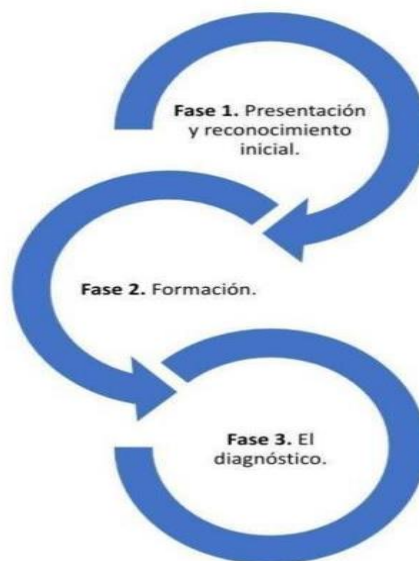 Fase 1. Presentación
y reconocimiento
inicial.
Fase 2. Formación.
Fase 3. El
diagnóstico.